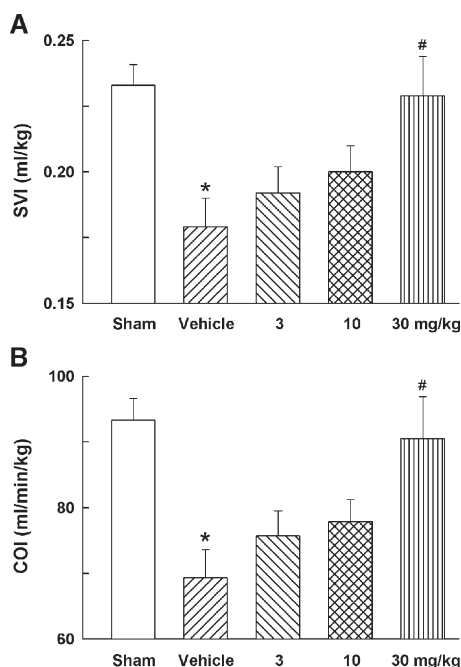 A
SVI (ml/kg)
0.25
0.20
0.15
*
#
Sham Vehicle 3 10 30 mg/kg
B
COI (ml/min/kg)
100
80
60
*
#
Sham Vehicle 3 10 30 mg/kg